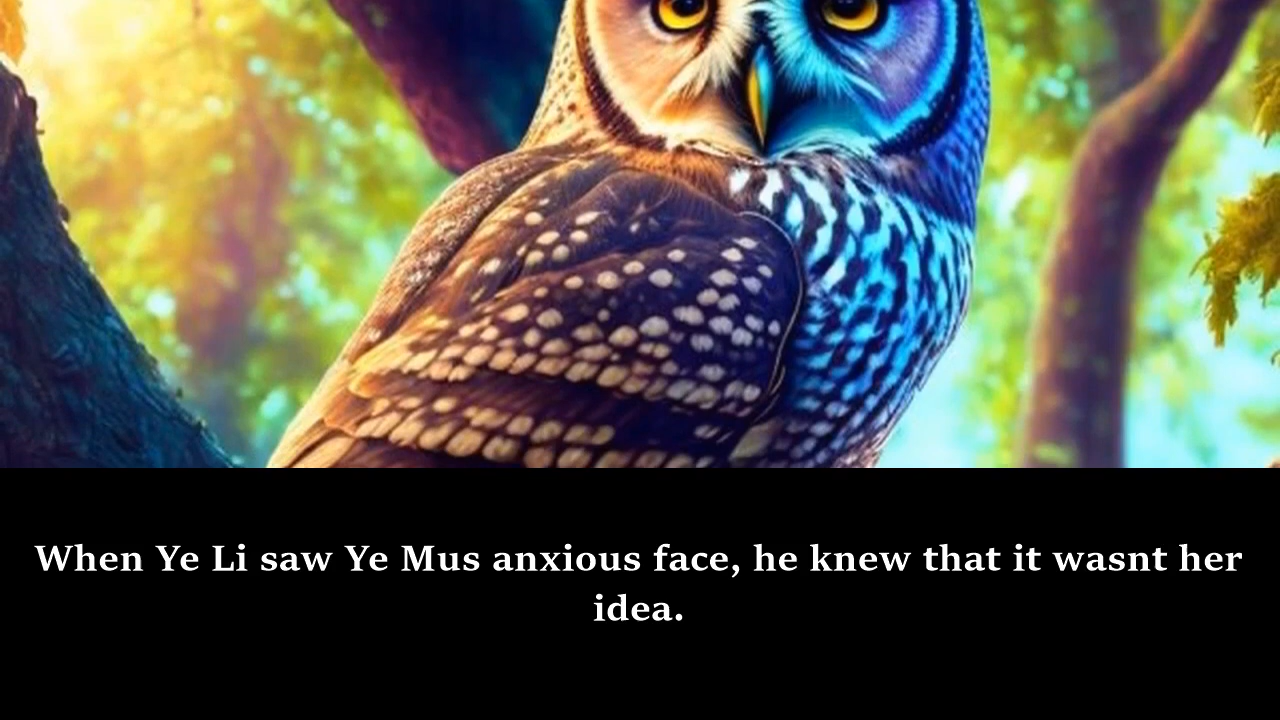 When Ye Li saw Ye Mus anxious face, he knew that it wasnt her
idea.